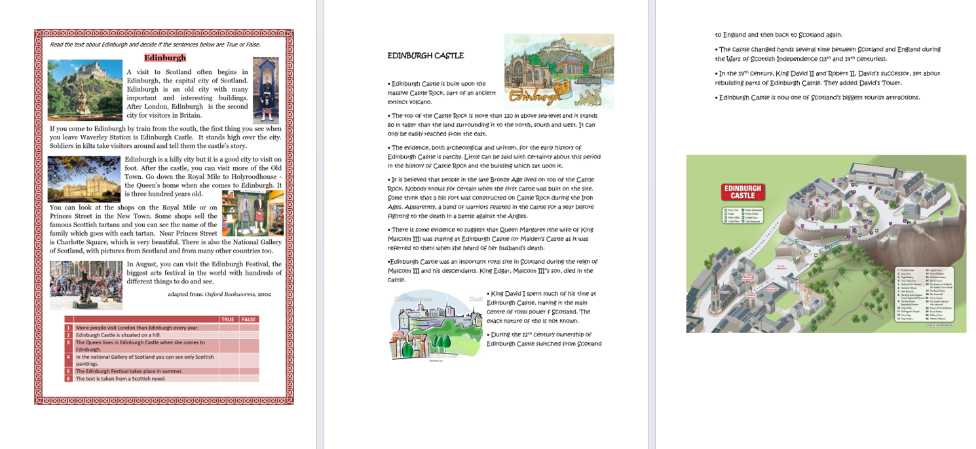 Read the text about Edinburgh and decide if the sentences below are True or False.
Edinburgh
A visit to Scotland often begins in
Edinburgh, the capital city of Scotland.
Edinburgh is an old city with many
important and interesting buildings.
After London, Edinburgh is the second
city for visitors in Britain.
If you come to Edinburgh by train from the south, the first thing you see when
you leave Waverley Station is Edinburgh Castle. It stands high over the city.
Soldiers in kilts take visitors around and tell them the castle's story.
Edinburgh is a hilly city but it is a good city to visit on
foot. After the castle, you can visit more of the Old
Town. Go down the Royal Mile to Holyroodhouse -
the Queen's home when she comes to Edinburgh. It
is three hundred years old.
You can look at the shops on the Royal Mile or on
Princes Street in the New Town. Some shops sell the
famous Scottish tartans and you can see the name of the
family which goes with each tartan. Near Princes Street
is Charlotte Square, which is very beautiful. There is also the National Gallery
of Scotland, with pictures from Scotland and from many other countries too.
In August, you can visit the Edinburgh Festival, the
biggest arts festival in the world with hundreds of
different things to do and see.
adapted from: Oxford Bookworms, 2002
TRUE FALSE
1 More people visit London than Edinburgh every year.
2 Edinburgh Castle is situated on a hill.
3 The Queen lives in Edinburgh Castle when she comes to
Edinburgh.
4 In the national Gallery of Scotland you can see only Scottish
paintings.
5 The Edinburgh Festival takes place in summer.
6 The text is taken from a Scottish novel.
EDINBURGH CASTLE
Edinburgh
• Edinburgh Castle is built upon the
massive Castle Rock, part of an ancient
extinct volcano.
• The top of the Castle Rock is more than 120 m above sea-level and it stands
80 m taller than the land surrounding it to the north, south and west. It can
only be easily reached from the east.
• The evidence, both archaeological and written, for the early history of
Edinburgh Castle is patchy. Little can be said with certainty about this period
in the history of Castle Rock and the building which sat upon it.
• It is believed that people in the late Bronze Age lived on top of the Castle
Rock. Nobody knows for certain when the first castle was built on the site.
Some think that a hill fort was constructed on Castle Rock during the Iron
Ages. Apparently, a band of warriors feasted in the castle for a year before
fighting to the death in a battle against the Angles.
• There is some evidence to suggest that Queen Margaret (the wife of King
Malcolm III) was staying at Edinburgh Castle (or Maiden's Castle as it was
referred to then) when she heard of her husband's death.
•Edinburgh Castle was an important royal site in Scotland during the reign of
Malcolm III and his descendants. King Edgar, Malcolm III's son, died in the
castle.
• King David I spent much of his time at
Edinburgh Castle, making it the main
centre of royal power f Scotland. The
exact nature of this is not known.
• During the 12th century ownership of
Edinburgh Castle switched from Scotland
to England and then back to Scotland again.
• The castle changed hands several time between Scotland and England during
the Wars of Scottish Independence (13th and 14th centuries).
• In the 14th century, King David II and Robert II, David's successor, set about
rebuilding parts of Edinburgh Castle. They added David's Tower.
• Edinburgh Castle is now one of Scotland's biggest tourist attractions.
EDINBURGH
CASTLE